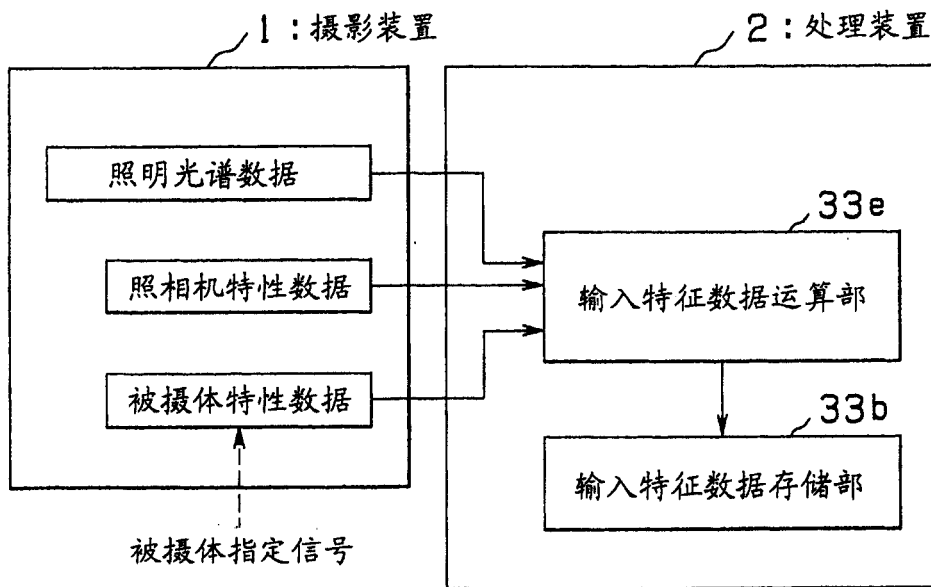 1：摄影装置
2：处理装置
照明光谱数据
33e
照相机特性数据
输入特征数据运算部
被摄体特性数据
33b
输入特征数据存储部
被摄体指定信号